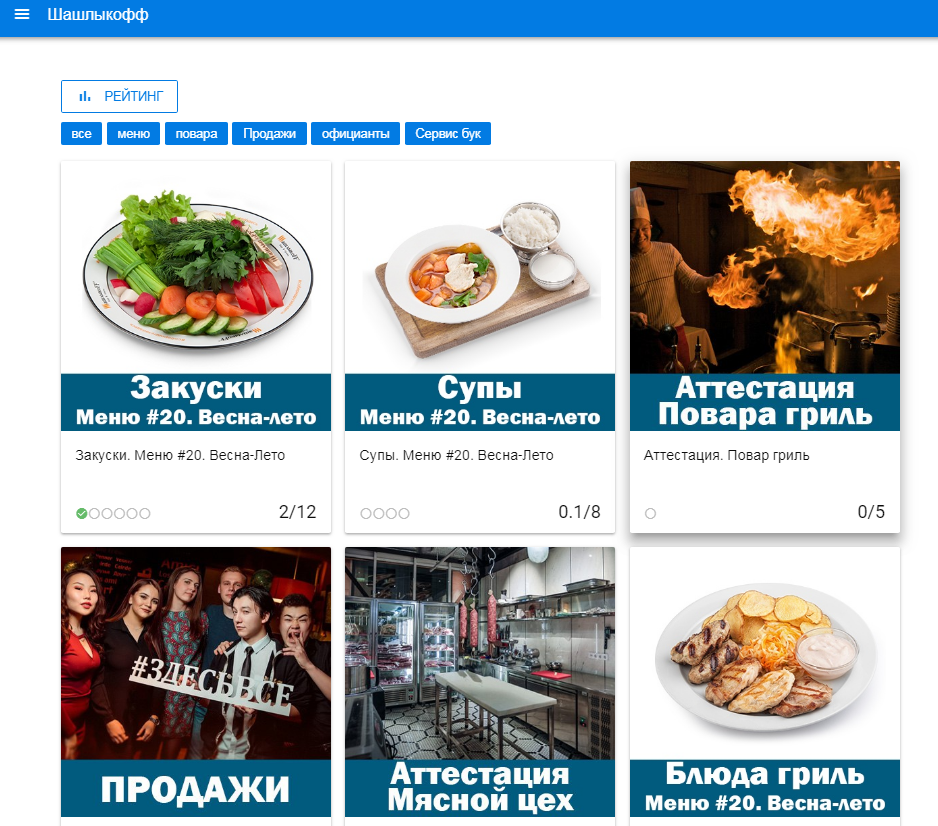 Шашлыкофф
РЕЙТИНГ
все меню повара Продажи официанты Сервис бук
Закуски
Меню #20. Весна-лето
Закуски. Меню #20. Весна-Лето
2/12
Супы
Меню #20. Весна-лето
Супы. Меню #20. Весна-Лето
0.1/8
Аттестация
Повара гриль
Аттестация. Повар гриль
0/5
#ЗДЕСЬВСЕ
ПРОДАЖИ
Аттестация
Мясной цех
Блюда гриль
Меню #20. Весна-лето